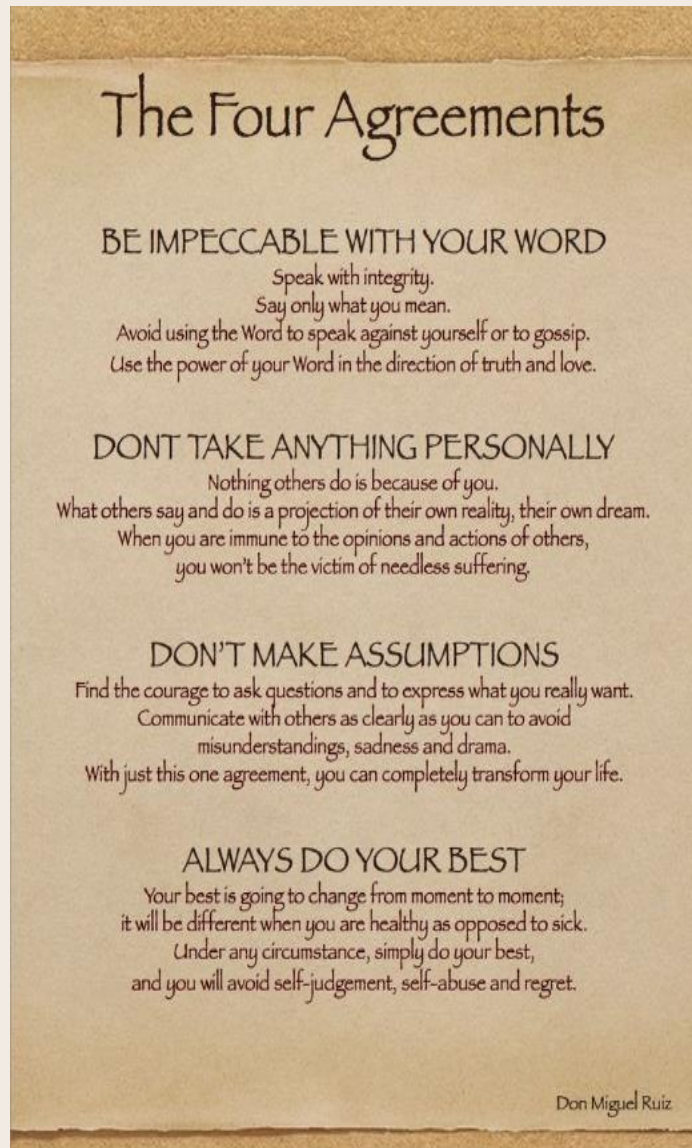 The Four Agreements
BE IMPECCABLE WITH YOUR WORD
Speak with integrity.
Say only what you mean.
Avoid using the Word to speak against yourself or to gossip.
Use the power of your Word in the direction of truth and love.
DONT TAKE ANYTHING PERSONALLY
Nothing others do is because of you.
What others say and do is a projection of their own reality, their own dream.
When you are immune to the opinions and actions of others,
you won't be the victim of needless suffering.
DON'T MAKE ASSUMPTIONS
Find the courage to ask questions and to express what you really want.
Communicate with others as clearly as you can to avoid
misunderstandings, sadness and drama.
With just this one agreement, you can completely transform your life.
ALWAYS DO YOUR BEST
Your best is going to change from moment to moment;
it will be different when you are healthy as opposed to sick.
Under any circumstance, simply do your best,
and you will avoid self-judgement, self-abuse and regret.
Don Miguel Ruiz